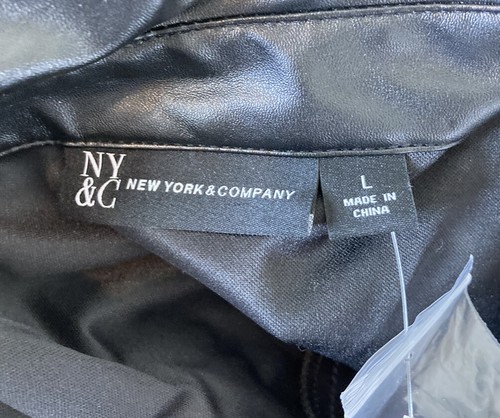 NY
&C NEW YORK & COMPANY
L
MADE IN
CHINA